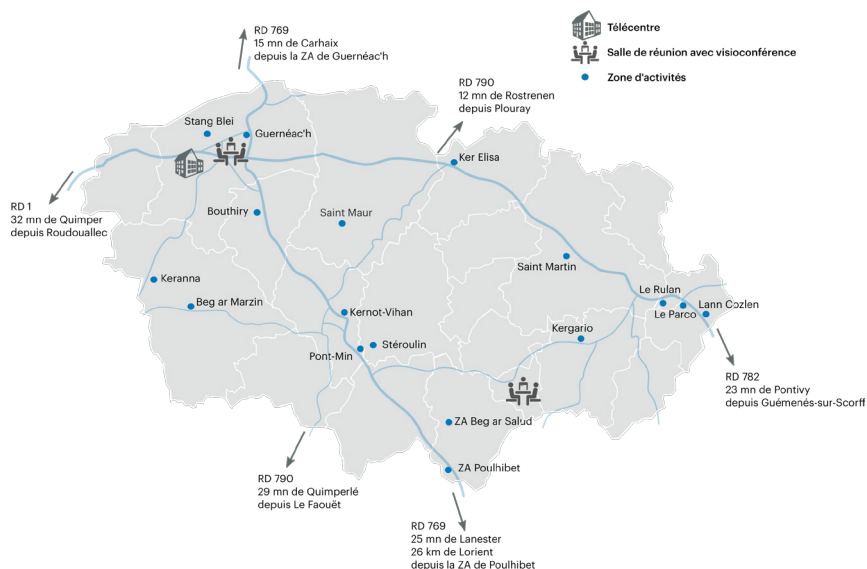 Télécentre
Salle de réunion avec visioconférence
Zone d'activités
RD 769
15 mn de Carhaix
depuis la ZA de Guernéac'h
RD 790
12 mn de Rostrenen
depuis Plouray
Stang Blei
Guernéac'h
Ker Elisa
RD 1
32 mn de Quimper
depuis Roudouallec
Bouthiry
Saint Maur
Saint Martin
Keranna
Beg ar Marzin
Kernot-Vihan
Le Rulan
Lann Cozlen
Le Parco
Kergario
Stéroulin
Pont-Min
RD 782
23 mn de Pontivy
depuis Guémenés-sur-Scorff
ZA Beg ar Salud
ZA Poulhibet
RD 790
29 mn de Quimperlé
depuis Le Faouët
RD 769
25 mn de Lanester
26 km de Lorient
depuis la ZA de Poulhibet